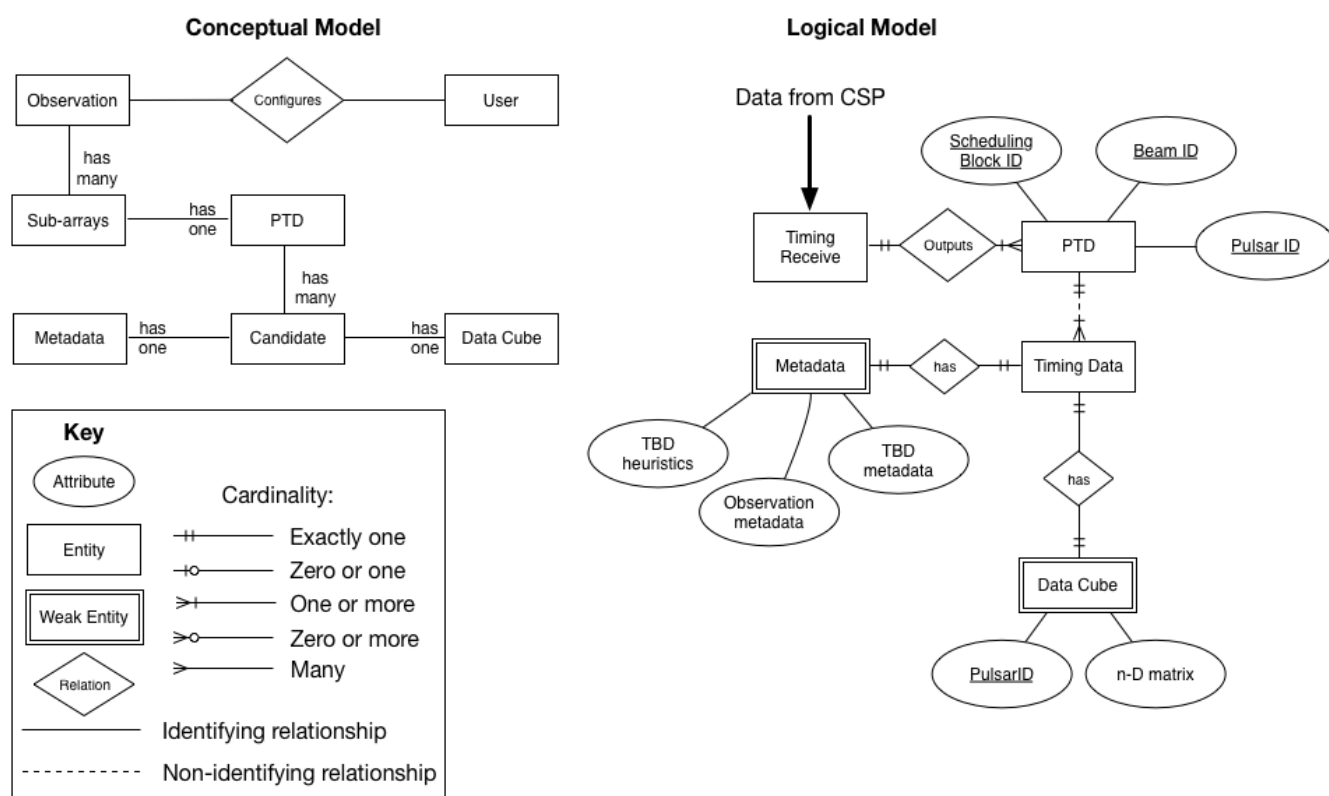 Conceptual Model
Observation
Configures
User
has
many
Sub-arrays
has
one
PTD
has
many
Metadata
has
one
Candidate
has
one
Data Cube
Key
Attribute
Entity
Weak Entity
Relation
Cardinality:
Exactly one
Zero or one
One or more
Zero or more
Many
Identifying relationship
Non-identifying relationship
Logical Model
Data from CSP
Scheduling
Block ID
Beam ID
Timing
Receive
Outputs
PTD
Pulsar ID
Metadata
has
Timing Data
TBD
heuristics
Observation
metadata
TBD
metadata
has
Data Cube
PulsarID
n-D matrix